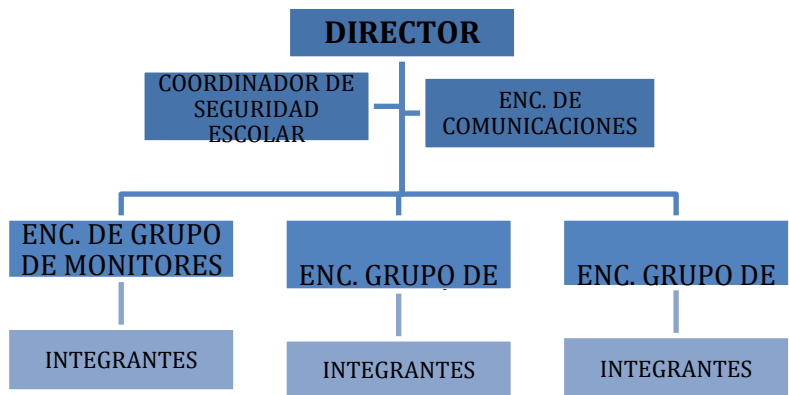 DIRECTOR
COORDINADOR DE
SEGURIDAD
ESCOLAR
ENC. DE
COMUNICACIONES
ENC. DE GRUPO
DE MONITORES
ENC. GRUPO DE
ENC. GRUPO DE
INTEGRANTES
INTEGRANTES
INTEGRANTES